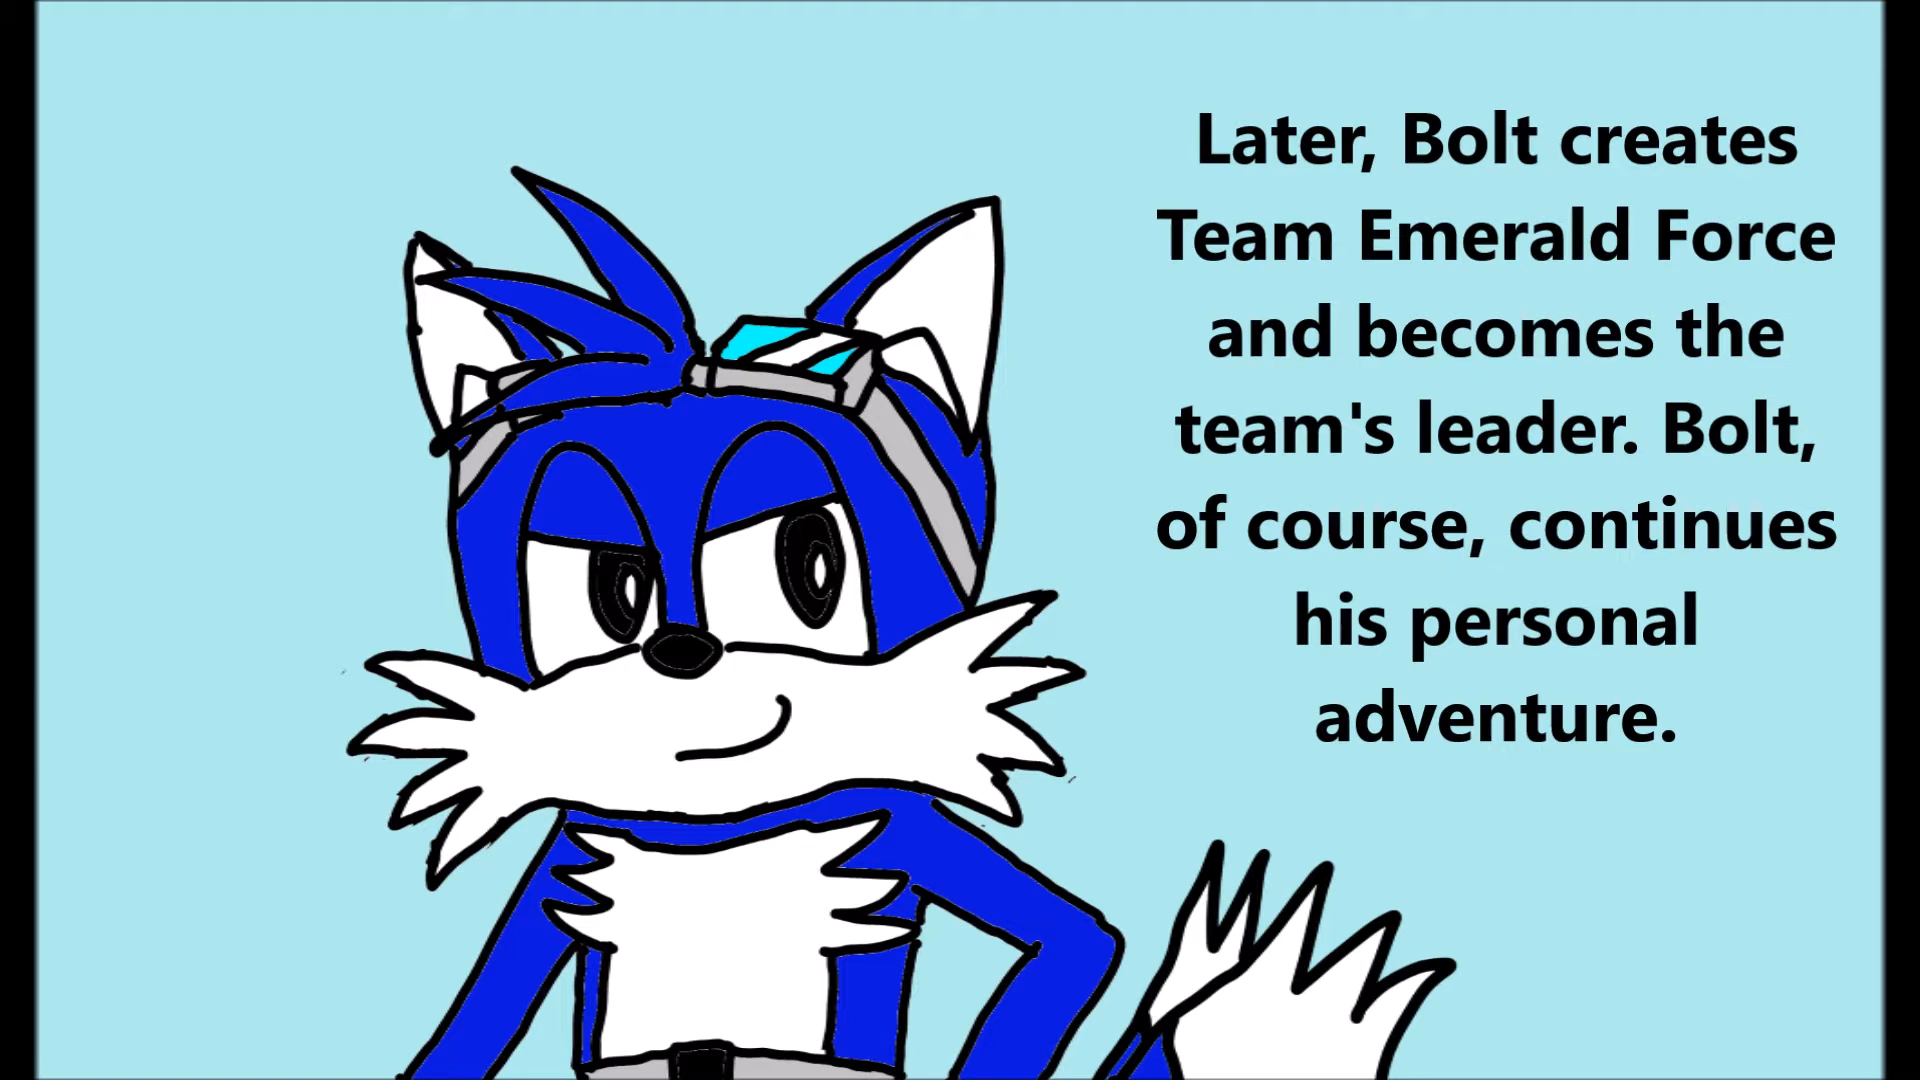 Later, Bolt creates
Team Emerald Force
and becomes the
team's leader. Bolt,
of course, continues
his personal
adventure.